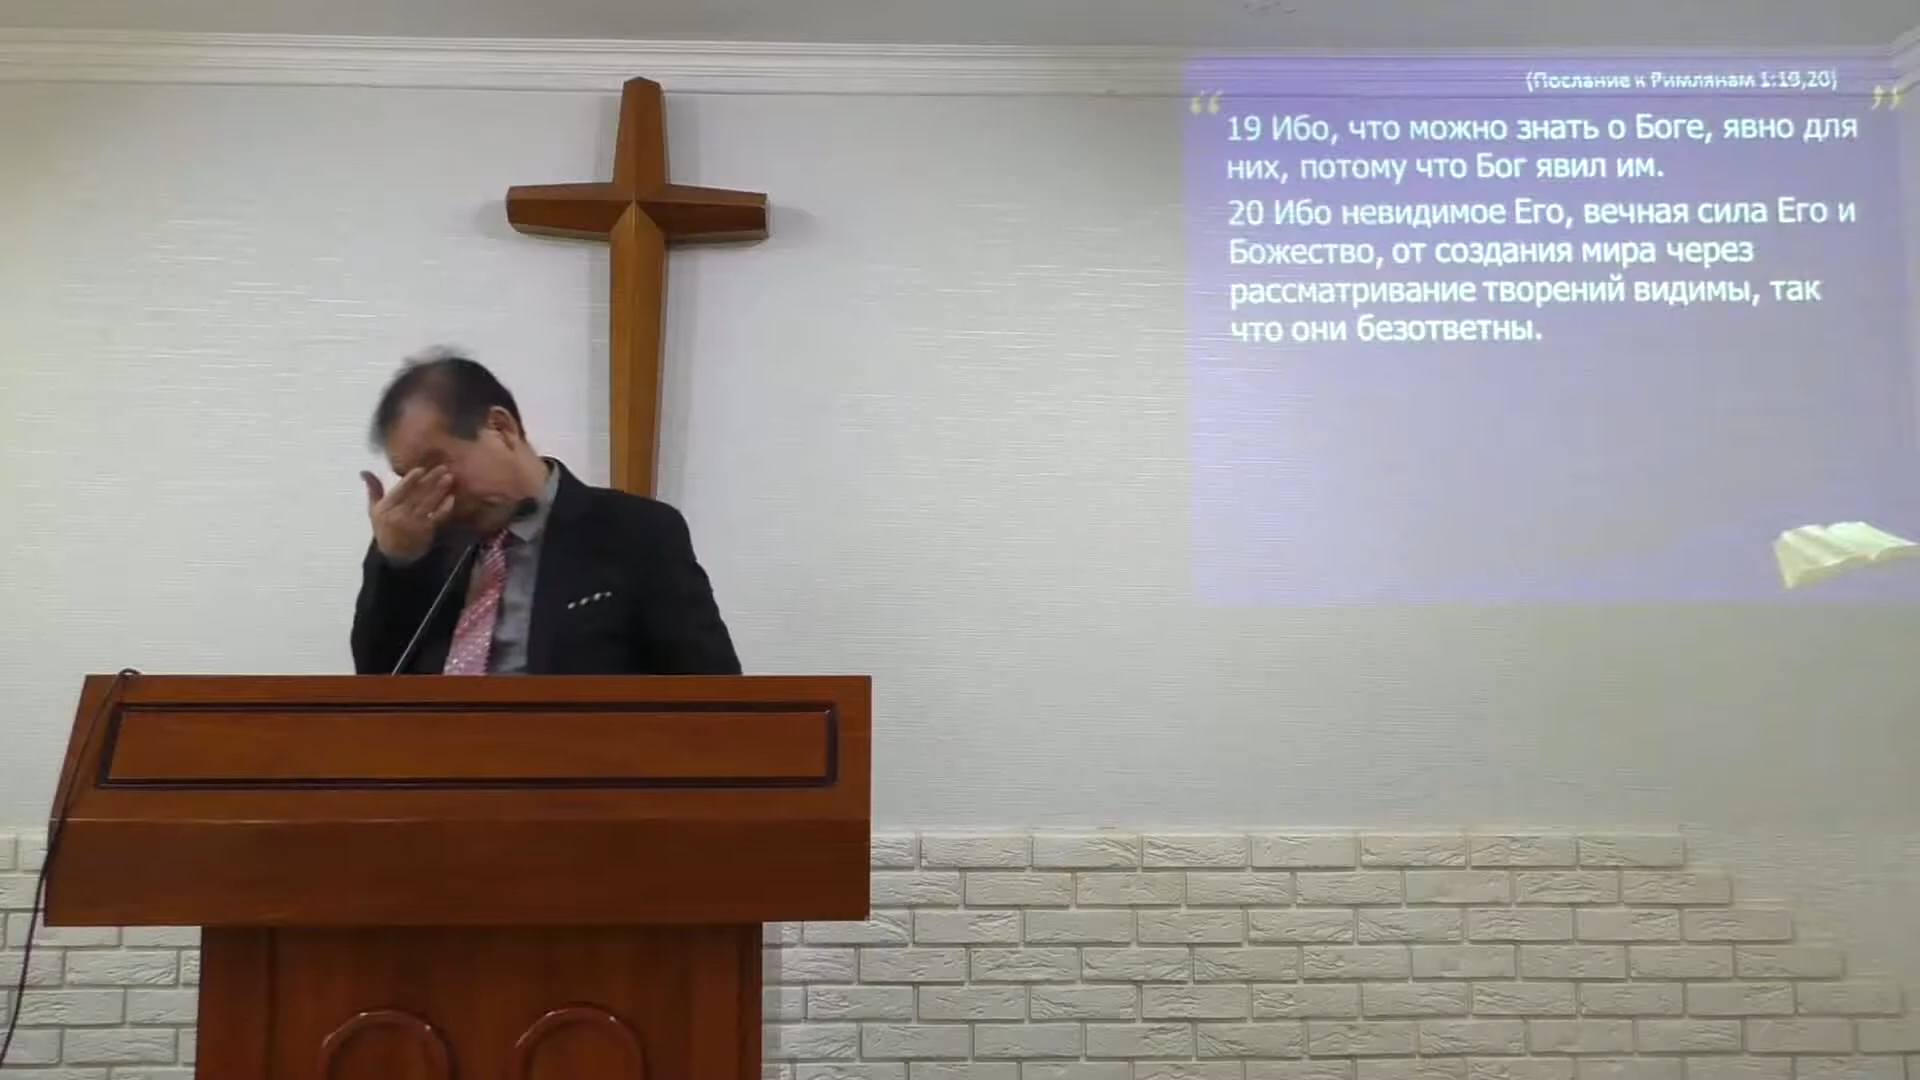 (Послание к Римлянам 1:19,20)
“ ”
19 Ибо, что можно знать о Боге, явно для
них, потому что Бог явил им.
20 Ибо невидимое Его, вечная сила Его и
Божество, от создания мира через
рассматривание творений видимы, так
что они безответны.